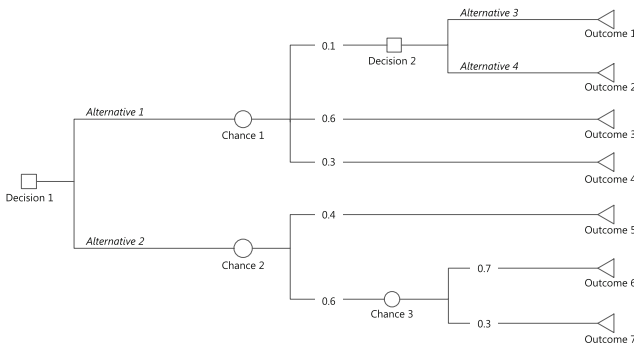 Alternative 3
Outcome 1
0.1
Decision 2
Alternative 4
Outcome 2
Alternative 1
Chance 1
0.6
Outcome 3
0.3
Outcome 4
Decision 1
0.4
Outcome 5
Alternative 2
Chance 2
0.7
Outcome 6
0.6
Chance 3
0.3
Outcome 7